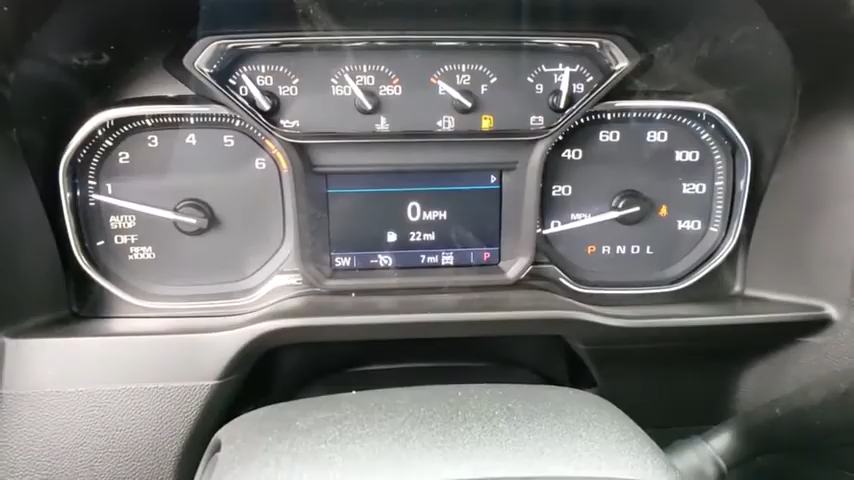 0 60 120
160 210 260
E 1/2 F
9 14 19
1 2 3 4 5 6
AUTO
STOP
OFF
RPM
x1000
0 MPH
22 mi
SW -- 7 mi P
0 20 40 60 80 100 120 140
MPH
P R N D L